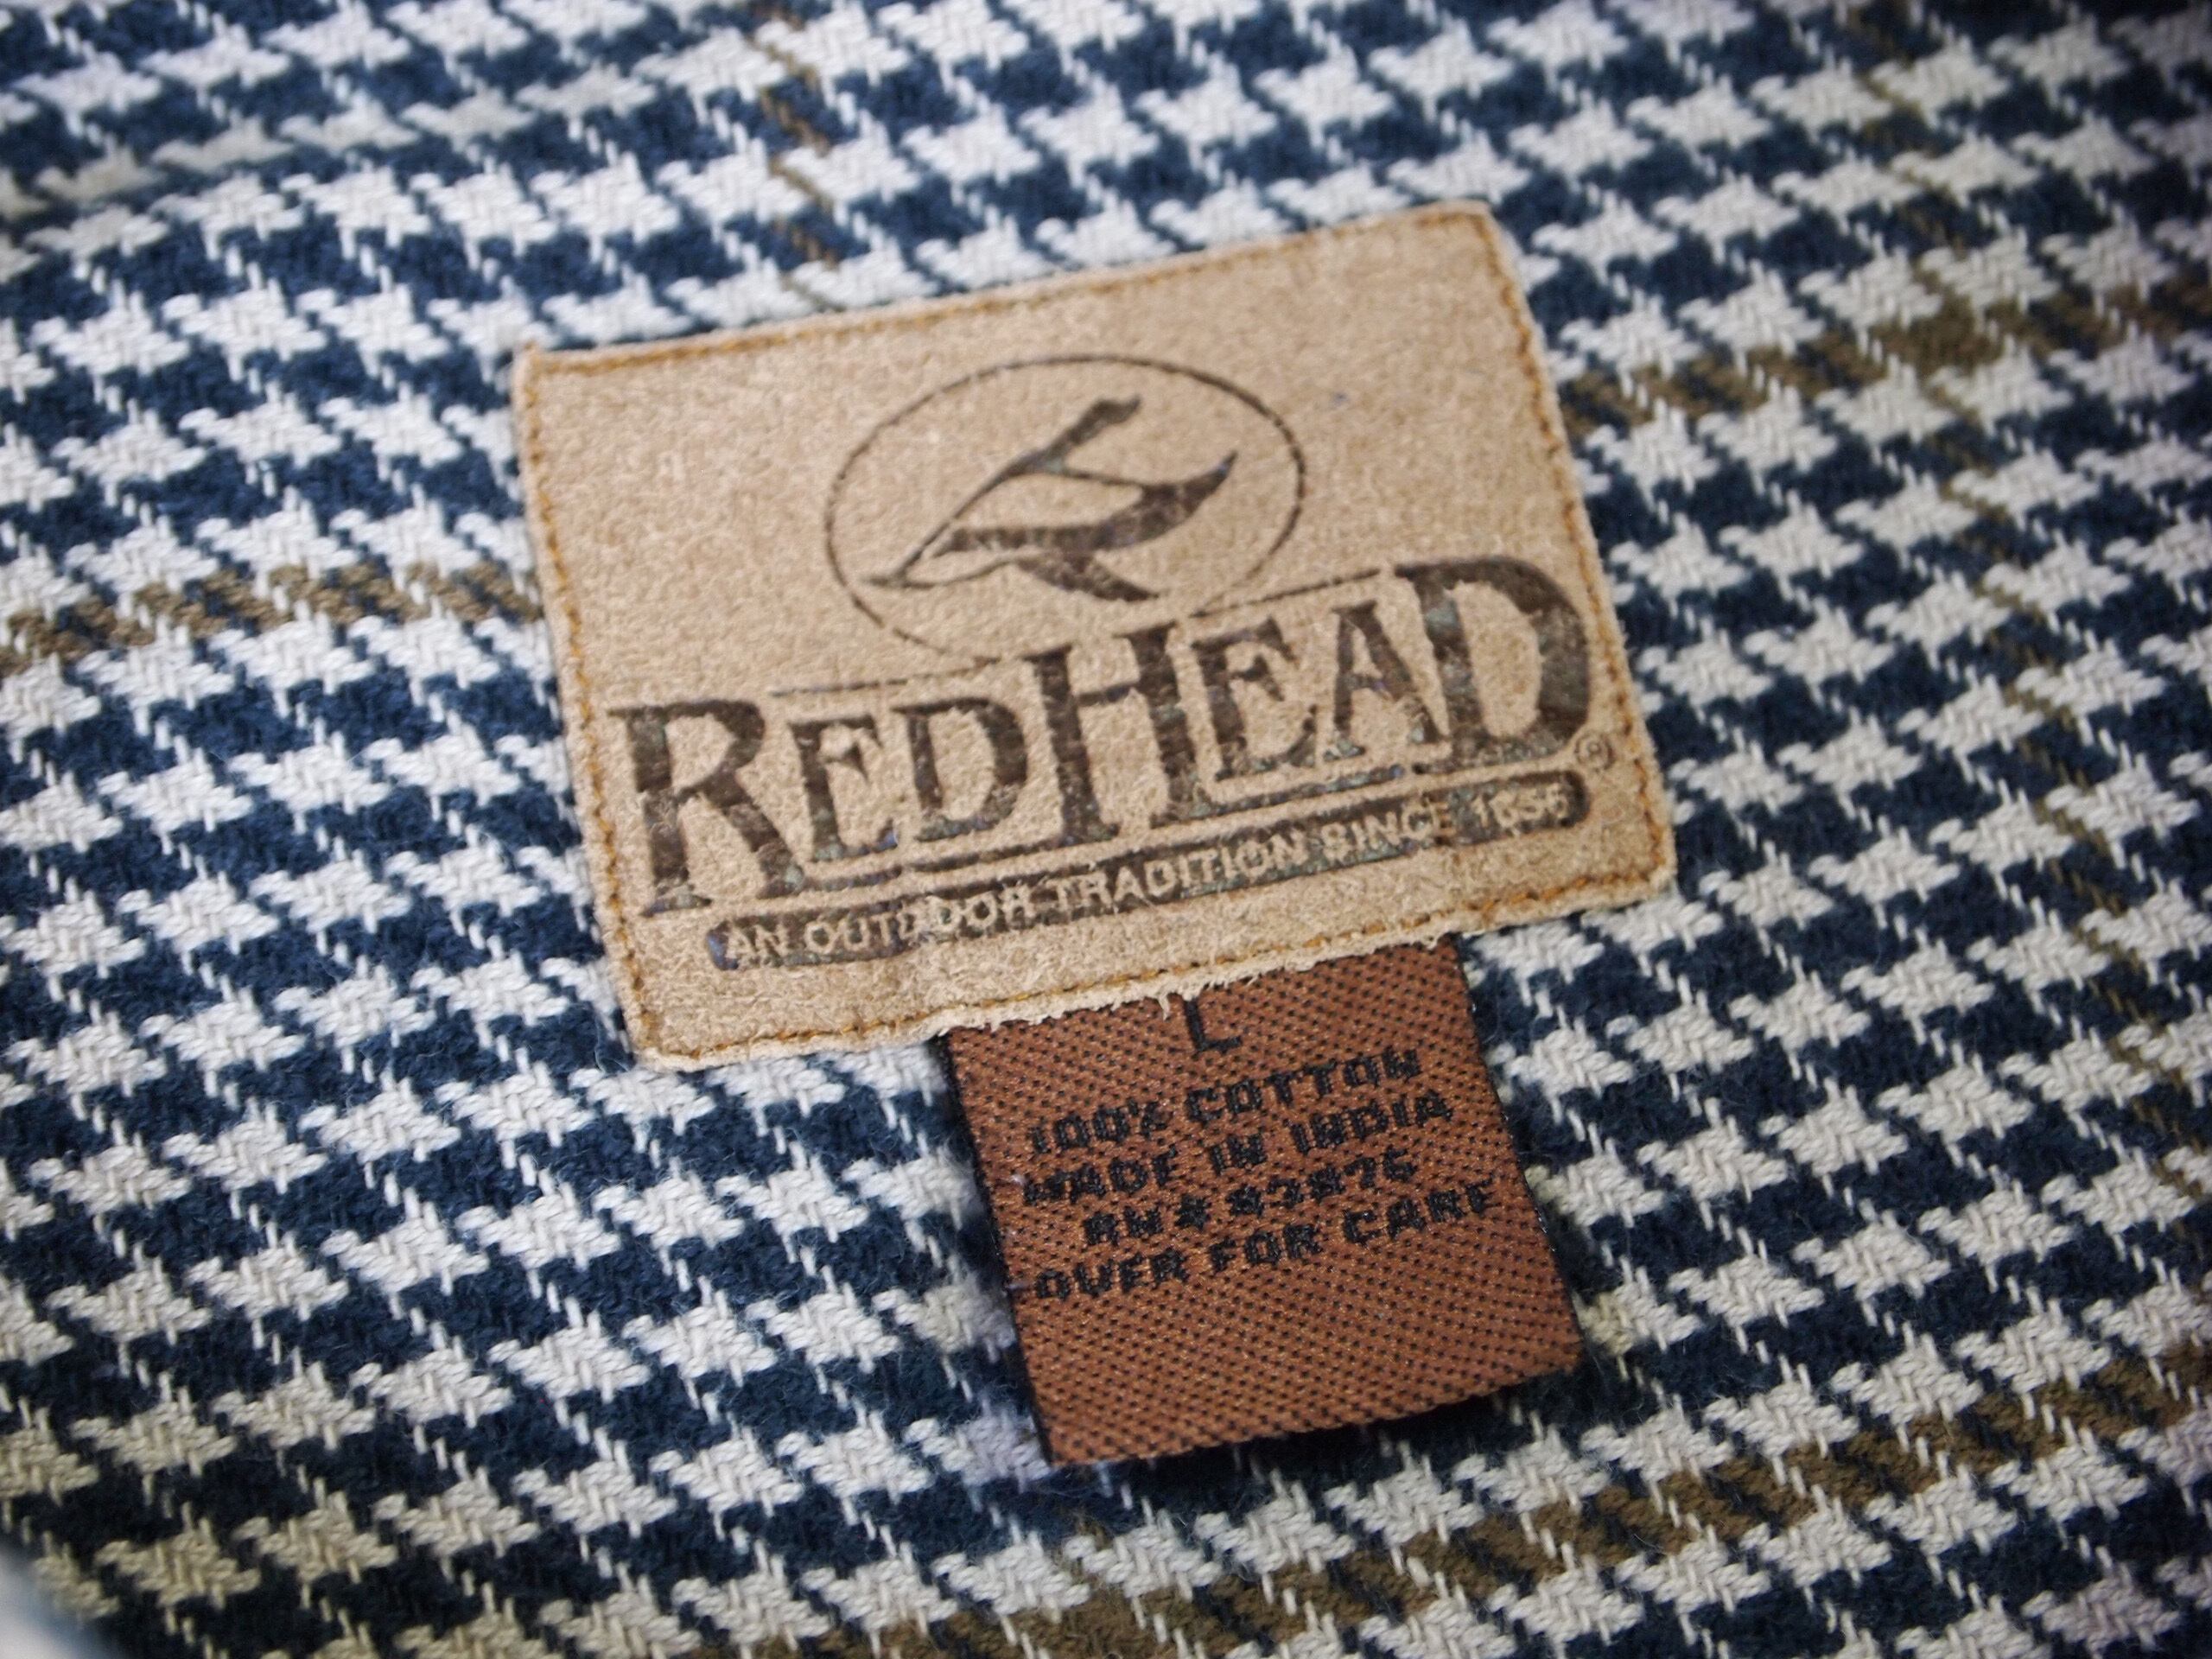 REDHEAD®
AN OUTDOOR TRADITION SINCE 1856
L
100% COTTON
MADE IN INDIA
OVER FOR CARE